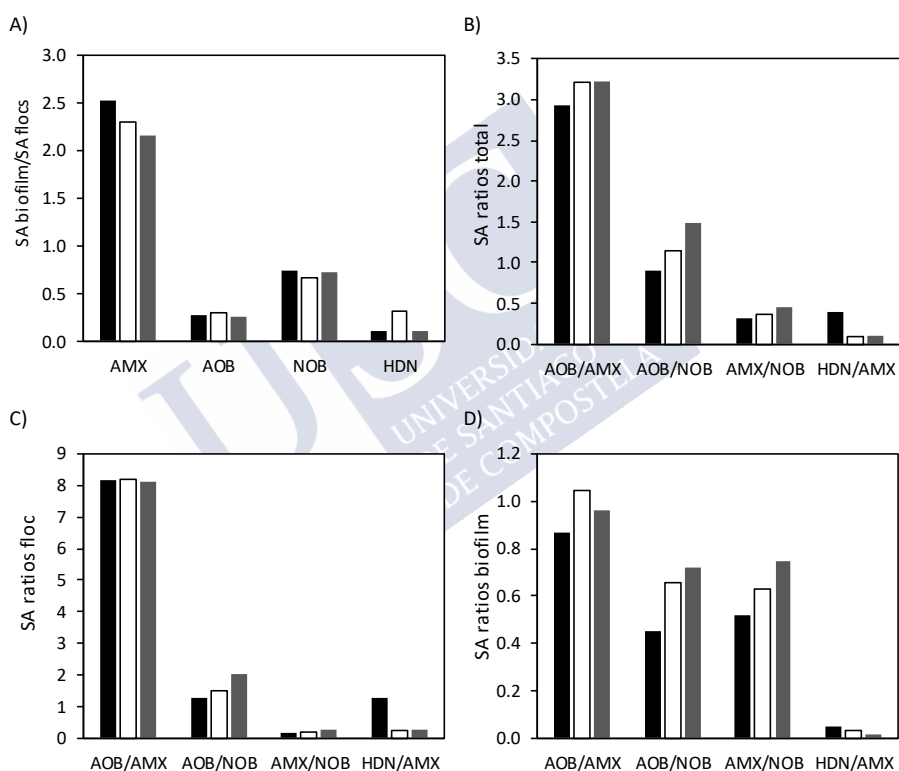 A)
3.0
2.5
2.0
1.5
1.0
0.5
0.0
SA biofilm/SA flocs
AMX AOB NOB HDN
B)
3.5
3.0
2.5
2.0
1.5
1.0
0.5
0.0
SA ratios total
AOB/AMX AOB/NOB AMX/NOB HDN/AMX
C)
9
8
7
6
5
4
3
2
1
0
SA ratios floc
AOB/AMX AOB/NOB AMX/NOB HDN/AMX
D)
1.2
1.0
0.8
0.6
0.4
0.2
0.0
SA ratios biofilm
AOB/AMX AOB/NOB AMX/NOB HDN/AMX
USC
DE SANTIAGO
DE COMPOSTELA